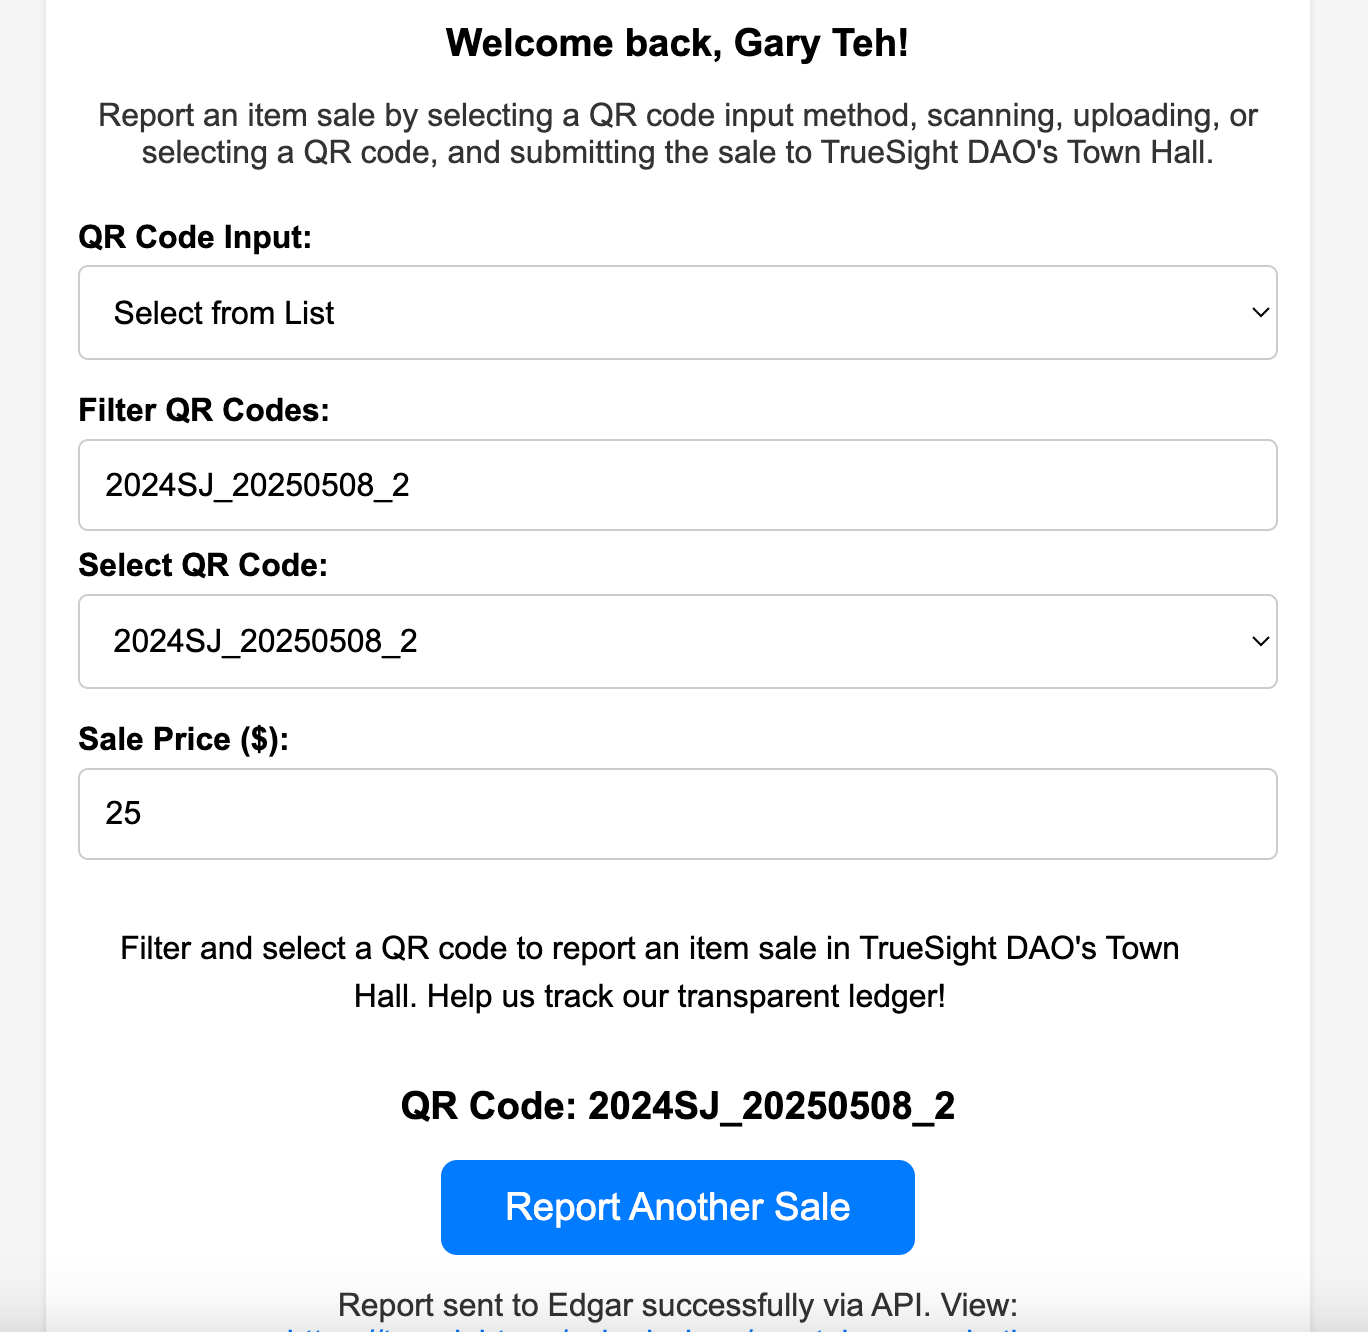 Welcome back, Gary Teh!
Report an item sale by selecting a QR code input method, scanning, uploading, or
selecting a QR code, and submitting the sale to TrueSight DAO's Town Hall.
QR Code Input:
Select from List
Filter QR Codes:
2024SJ_20250508_2
Select QR Code:
2024SJ_20250508_2
Sale Price ($):
25
Filter and select a QR code to report an item sale in TrueSight DAO's Town
Hall. Help us track our transparent ledger!
QR Code: 2024SJ_20250508_2
Report Another Sale
Report sent to Edgar successfully via API. View: